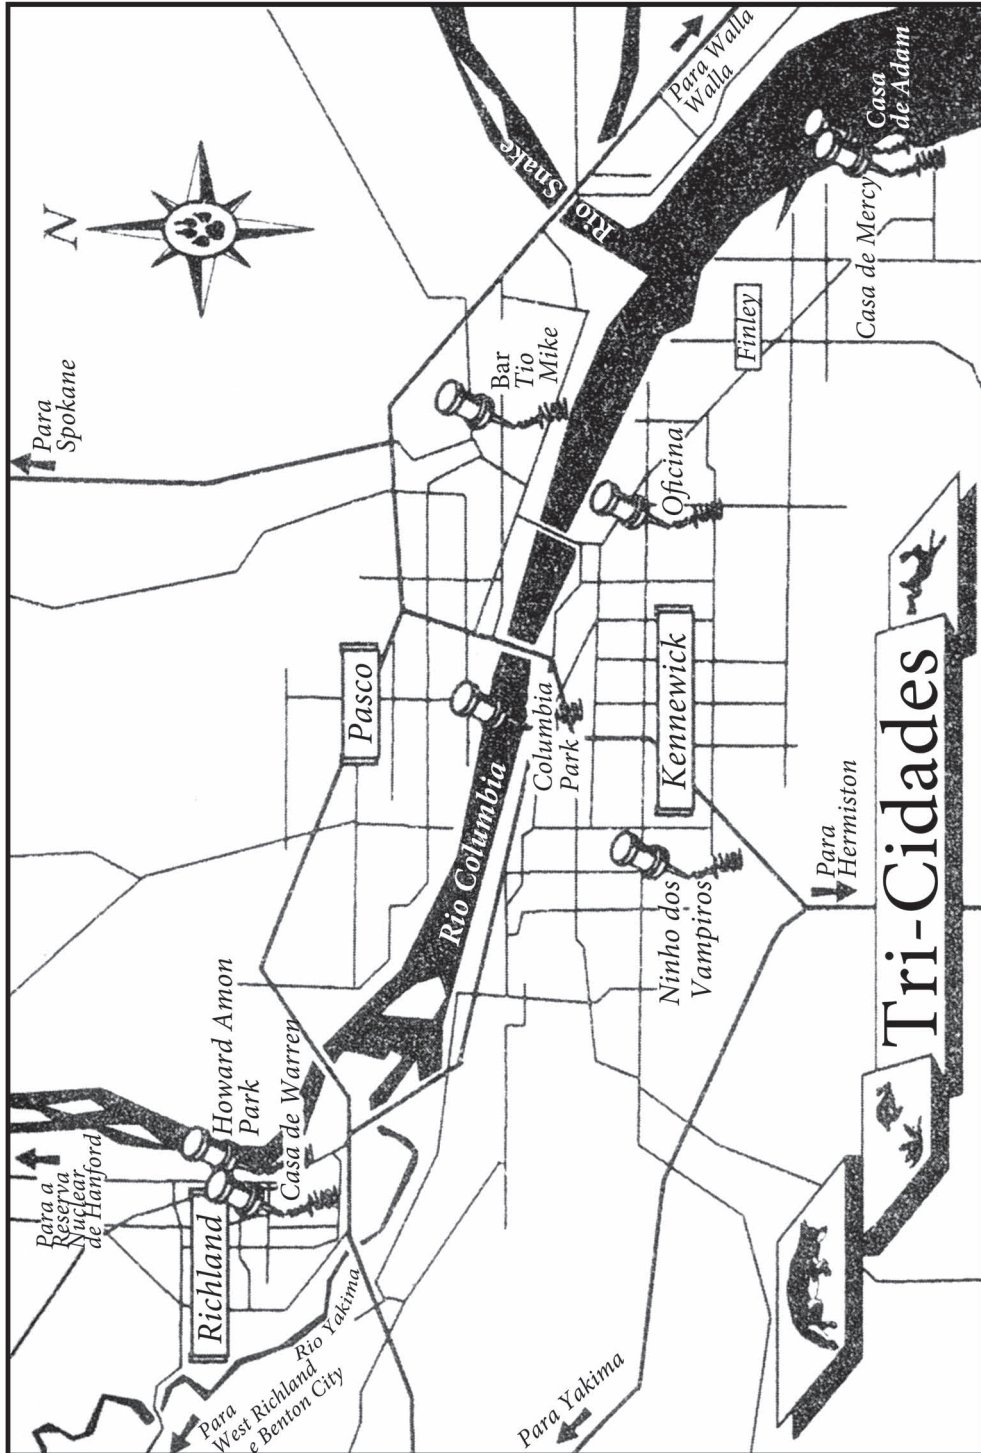 N
Para
Spokane
Para Walla
Walla
Para a
Reserva
Nuclear
de Hanford
Howard Amon
Park
Casa de Warren
Richland
Pasco
Bar
Tio
Mike
Rio Snake
Rio Columbia
Columbia
Park
Oficina
Finley
Casa
de Adam
Casa de Mercy
Kennewick
Ninho dos
Vampiros
Rio Yakima
Para
West Richland
e Benton City
Para Yakima
Para
Hermiston
Tri-Cidades